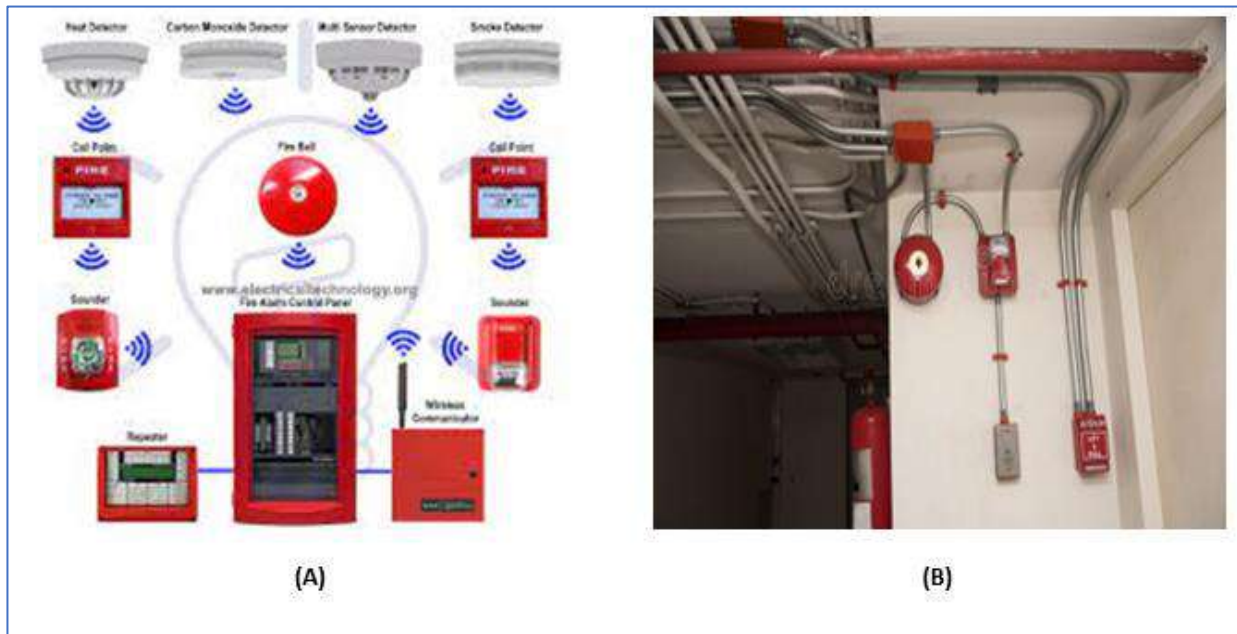 Heat Detector
Carbon Monoxide Detector
Multi Sensor Detector
Smoke Detector
Call Point
Fire Bell
Call Point
FIRE
FIRE
www.electricaltechnology.org
Fire Alarm Control Panel
Sounder
Sounder
Wireless
Communicator
Repeater
(A)
(B)